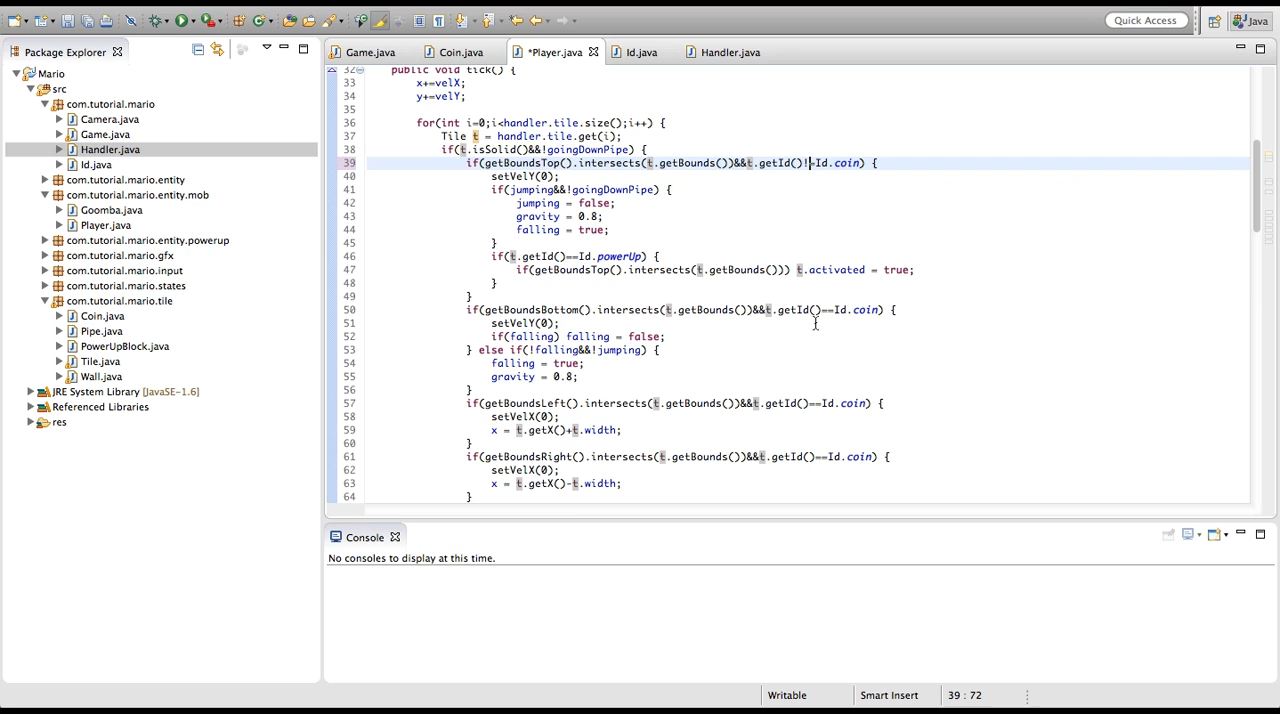 Quick Access
Java
Package Explorer
Mario
src
com.tutorial.mario
Camera.java
Game.java
Handler.java
Id.java
com.tutorial.mario.entity
com.tutorial.mario.entity.mob
Goomba.java
Player.java
com.tutorial.mario.entity.powerup
com.tutorial.mario.gfx
com.tutorial.mario.input
com.tutorial.mario.states
com.tutorial.mario.tile
Coin.java
Pipe.java
PowerUpBlock.java
Tile.java
Wall.java
JRE System Library [JavaSE-1.6]
Referenced Libraries
res
Game.java Coin.java *Player.java Id.java Handler.java
32 public void tick() {
33 x+=velX;
34 y+=velY;
35
36 for(int i=0;i<handler.tile.size();i++) {
37 Tile t = handler.tile.get(i);
38 if(t.isSolid()&&!goingDownPipe) {
39 if(getBoundsTop().intersects(t.getBounds())&&t.getId()!=Id.coin) {
40 setVelY(0);
41 if(jumping&&!goingDownPipe) {
42 jumping = false;
43 gravity = 0.8;
44 falling = true;
45 }
46 if(t.getId()==Id.powerUp) {
47 if(getBoundsTop().intersects(t.getBounds())) t.activated = true;
48 }
49 }
50 if(getBoundsBottom().intersects(t.getBounds())&&t.getId()==Id.coin) {
51 setVelY(0);
52 if(falling) falling = false;
53 } else if(!falling&&!jumping) {
54 falling = true;
55 gravity = 0.8;
56 }
57 if(getBoundsLeft().intersects(t.getBounds())&&t.getId()==Id.coin) {
58 setVelX(0);
59 x = t.getX()+t.width;
60 }
61 if(getBoundsRight().intersects(t.getBounds())&&t.getId()==Id.coin) {
62 setVelX(0);
63 x = t.getX()-t.width;
64 }
Console
No consoles to display at this time.
Writable Smart Insert 39 : 72